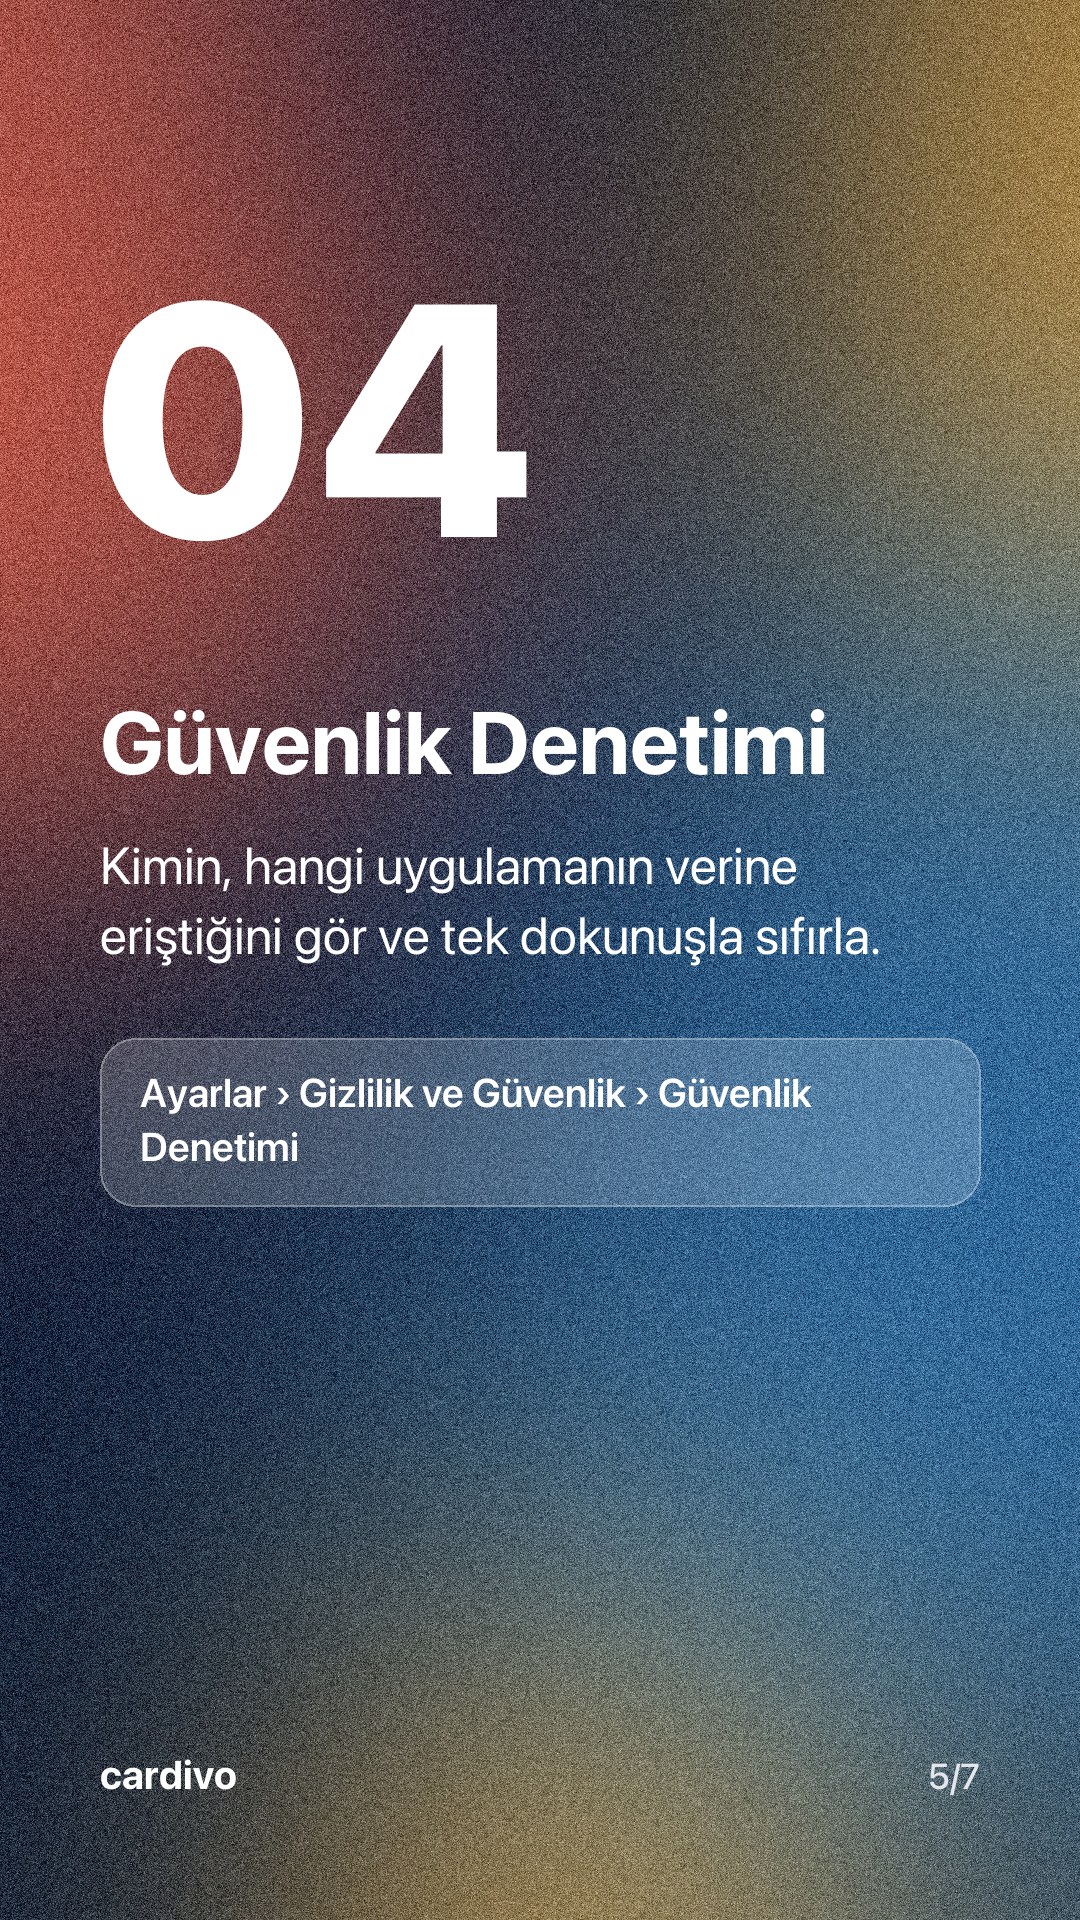 04
Güvenlik Denetimi
Kimin, hangi uygulamanın verine
eriştiğini gör ve tek dokunuşla sıfırla.
Ayarlar › Gizlilik ve Güvenlik › Güvenlik
Denetimi
cardivo
5/7